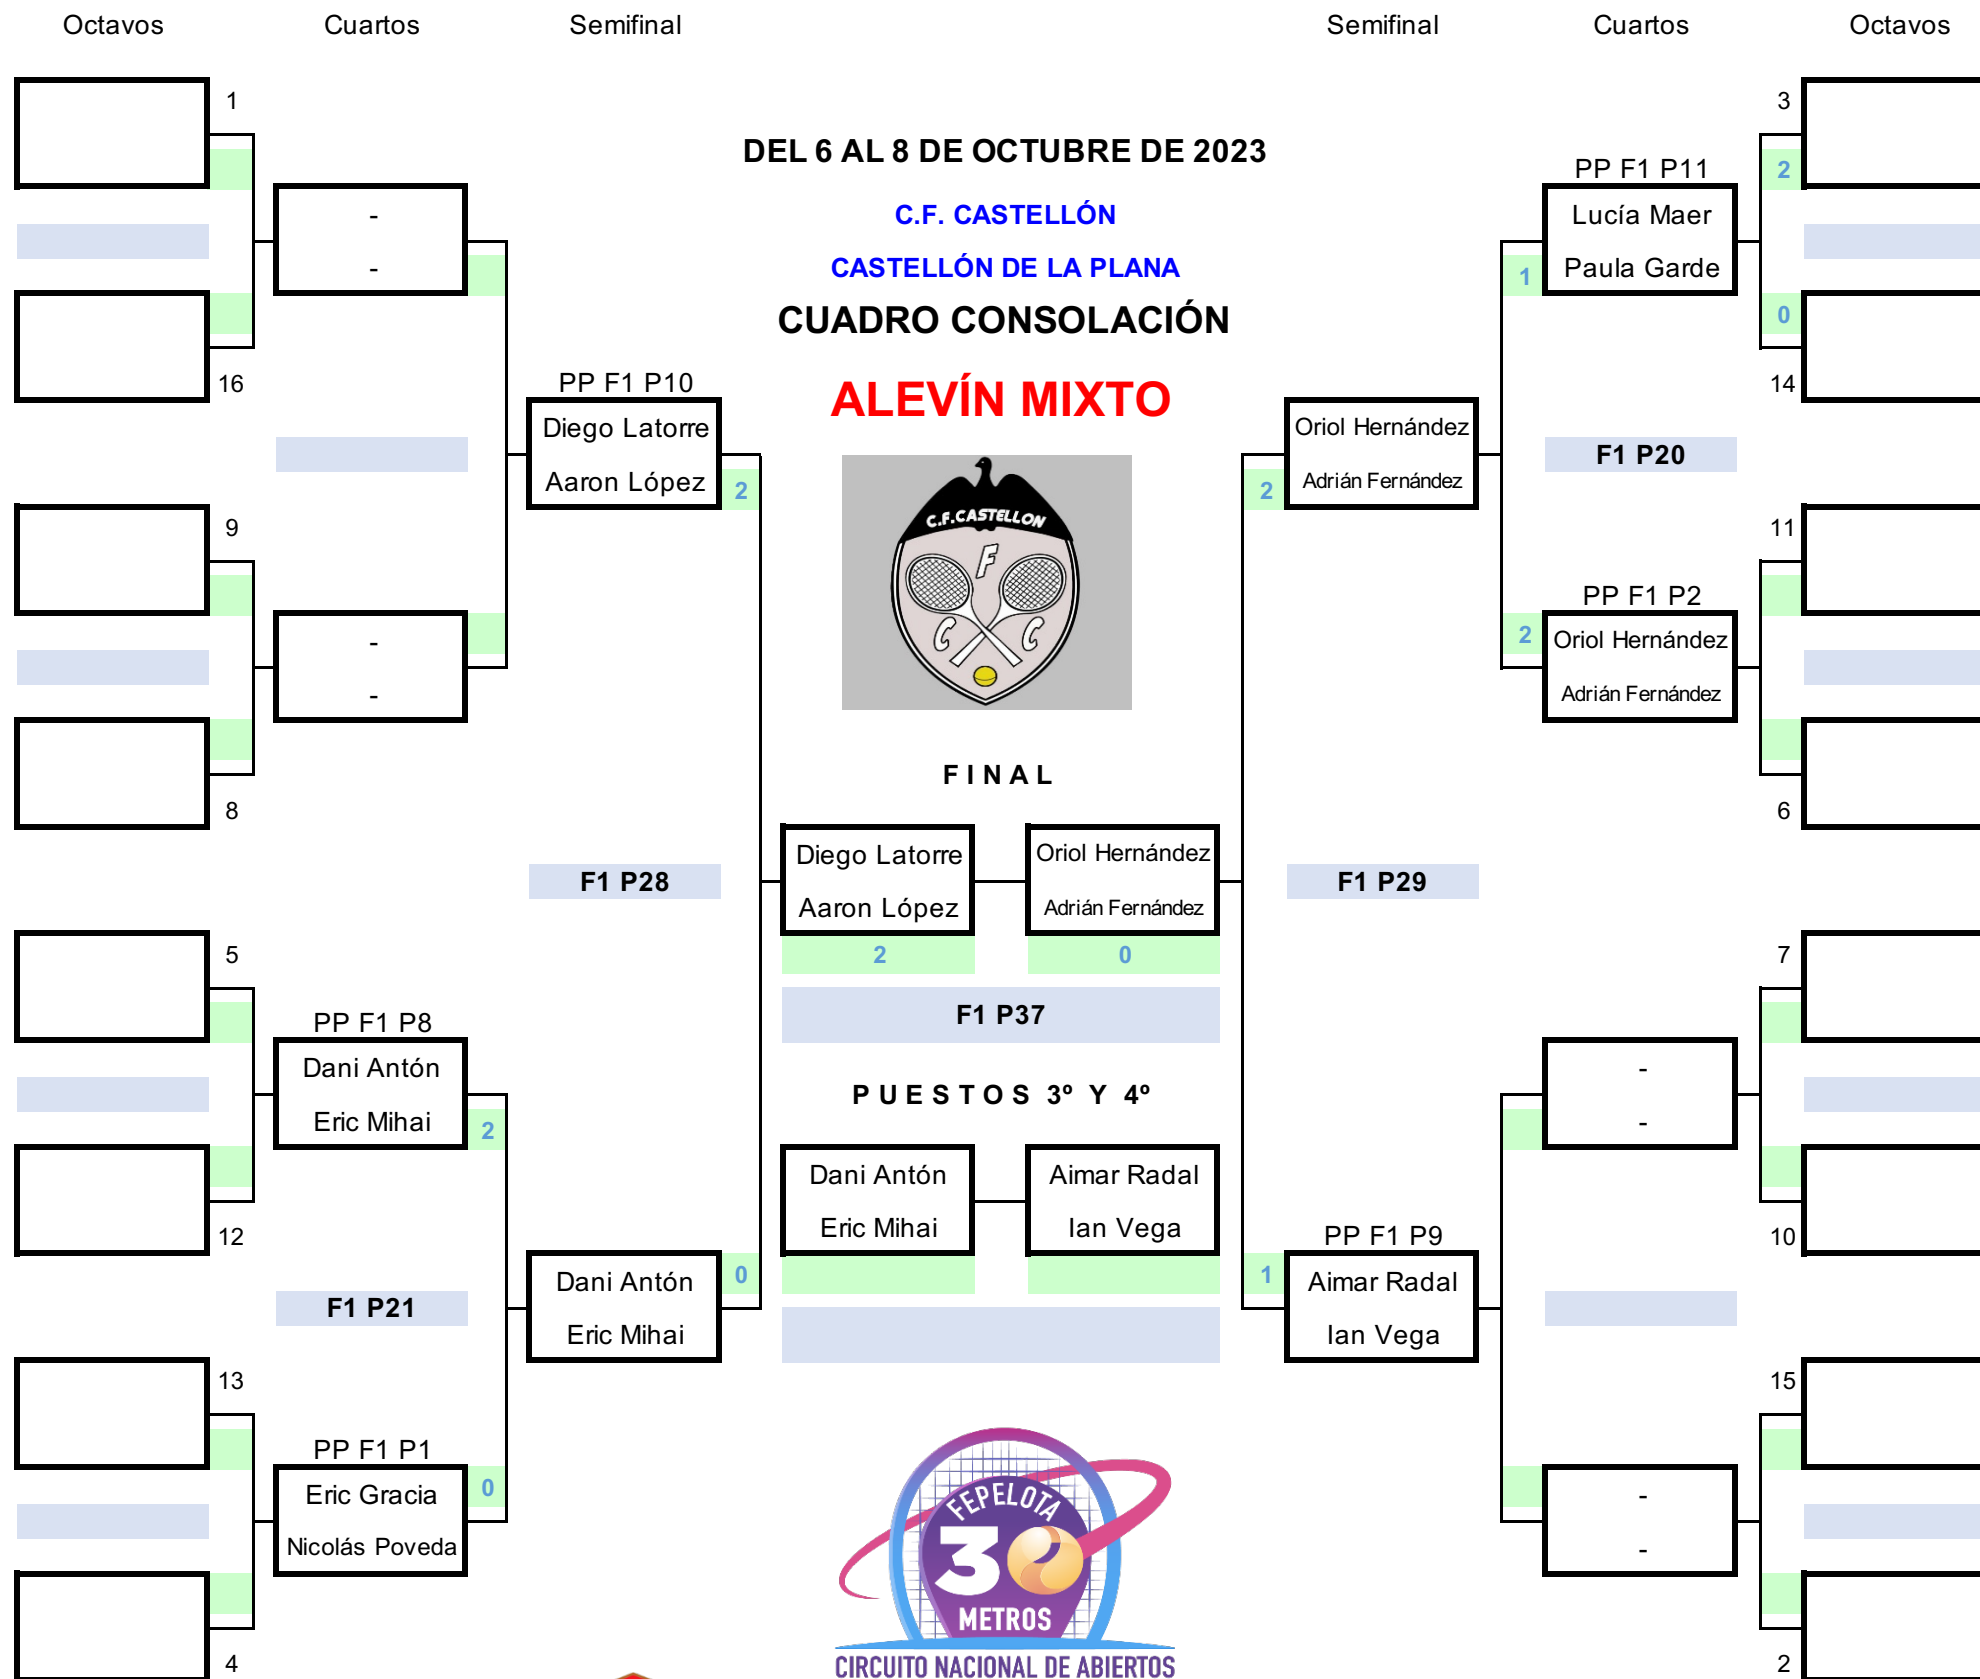 Octavos Cuartos Semifinal Semifinal Cuartos Octavos
1
3
DEL 6 AL 8 DE OCTUBRE DE 2023
PP F1 P11
2
C.F. CASTELLÓN
-
Lucía Maer
CASTELLÓN DE LA PLANA
-
1
Paula Garde
0
CUADRO CONSOLACIÓN
16
PP F1 P10
14
ALEVÍN MIXTO
Diego Latorre
Oriol Hernández
F1 P20
Aaron López
2
2
Adrián Fernández
C.F.CASTELLON
F
C C
9
11
PP F1 P2
-
2
Oriol Hernández
-
Adrián Fernández
FINAL
8
6
Diego Latorre
Oriol Hernández
F1 P28
F1 P29
Aaron López
Adrián Fernández
2
0
5
7
F1 P37
PP F1 P8
Dani Antón
-
PUESTOS 3º Y 4º
Eric Mihai
2
-
Dani Antón
Aimar Radal
Eric Mihai
Ian Vega
12
PP F1 P9
10
Dani Antón
0
1
Aimar Radal
F1 P21
Eric Mihai
Ian Vega
13
15
PP F1 P1
Eric Gracia
0
-
Nicolás Poveda
-
FEPELOTA
30
METROS
CIRCUITO NACIONAL DE ABIERTOS
4
2